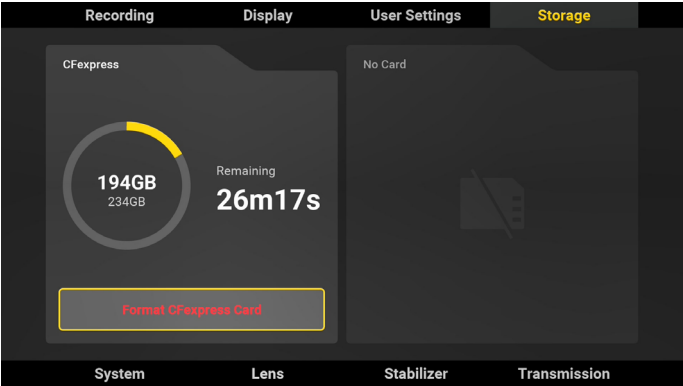 Recording Display User Settings Storage
CFexpress
No Card
194GB
234GB
Remaining
26m17s
Format CFexpress Card
System Lens Stabilizer Transmission